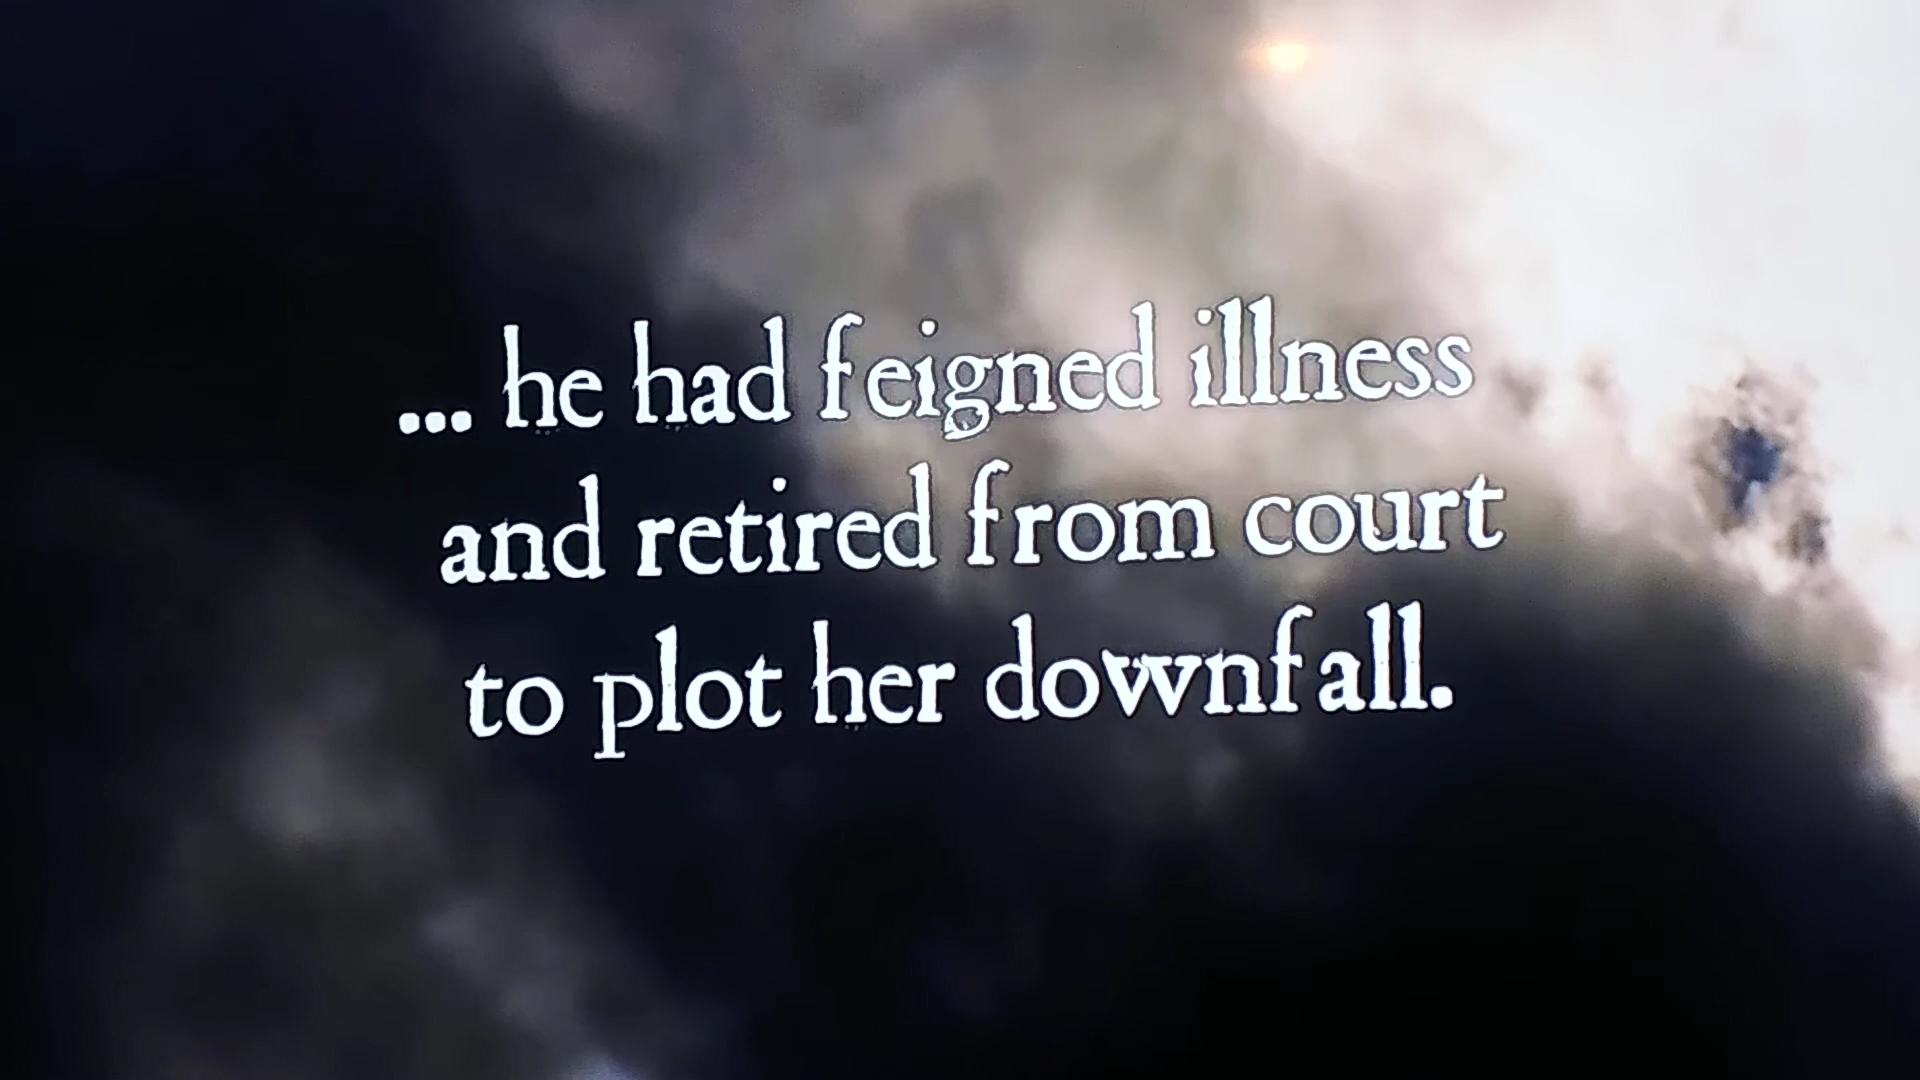 ... he had feigned illness
and retired from court
to plot her downfall.